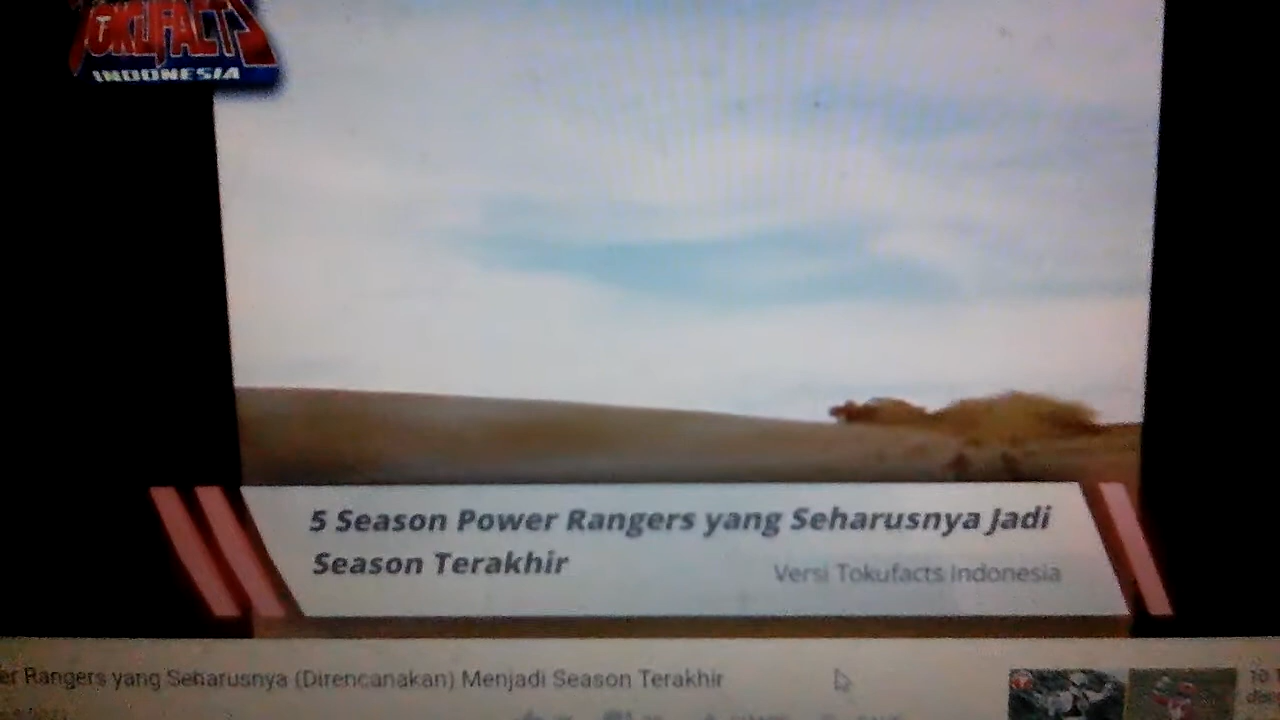 TOKUFACTS
INDONESIA
5 Season Power Rangers yang Seharusnya Jadi
Season Terakhir
Versi Tokufacts Indonesia
Rangers yang Seharusnya (Direncanakan) Menjadi Season Terakhir
10